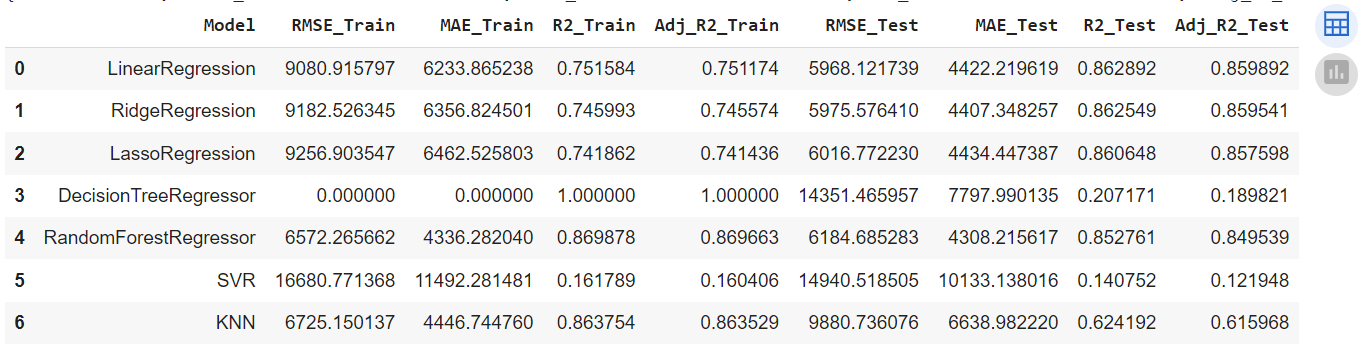 Model RMSE_Train MAE_Train R2_Train Adj_R2_Train RMSE_Test MAE_Test R2_Test Adj_R2_Test
0 LinearRegression 9080.915797 6233.865238 0.751584 0.751174 5968.121739 4422.219619 0.862892 0.859892
1 RidgeRegression 9182.526345 6356.824501 0.745993 0.745574 5975.576410 4407.348257 0.862549 0.859541
2 LassoRegression 9256.903547 6462.525803 0.741862 0.741436 6016.772230 4434.447387 0.860648 0.857598
3 DecisionTreeRegressor 0.000000 0.000000 1.000000 1.000000 14351.465957 7797.990135 0.207171 0.189821
4 RandomForestRegressor 6572.265662 4336.282040 0.869878 0.869663 6184.685283 4308.215617 0.852761 0.849539
5 SVR 16680.771368 11492.281481 0.161789 0.160406 14940.518505 10133.138016 0.140752 0.121948
6 KNN 6725.150137 4446.744760 0.863754 0.863529 9880.736076 6638.982220 0.624192 0.615968